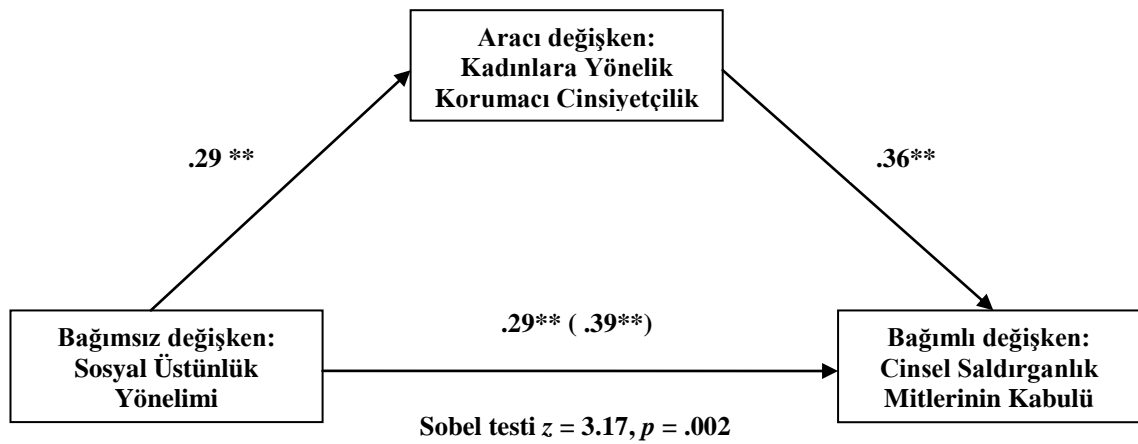 Aracı değişken:
Kadınlara Yönelik
Korumacı Cinsiyetçilik
.29 **
.36**
.29** ( .39**)
Bağımsız değişken:
Sosyal Üstünlük
Yönelimi
Bağımlı değişken:
Cinsel Saldırganlık
Mitlerinin Kabulü
Sobel testi z = 3.17, p = .002